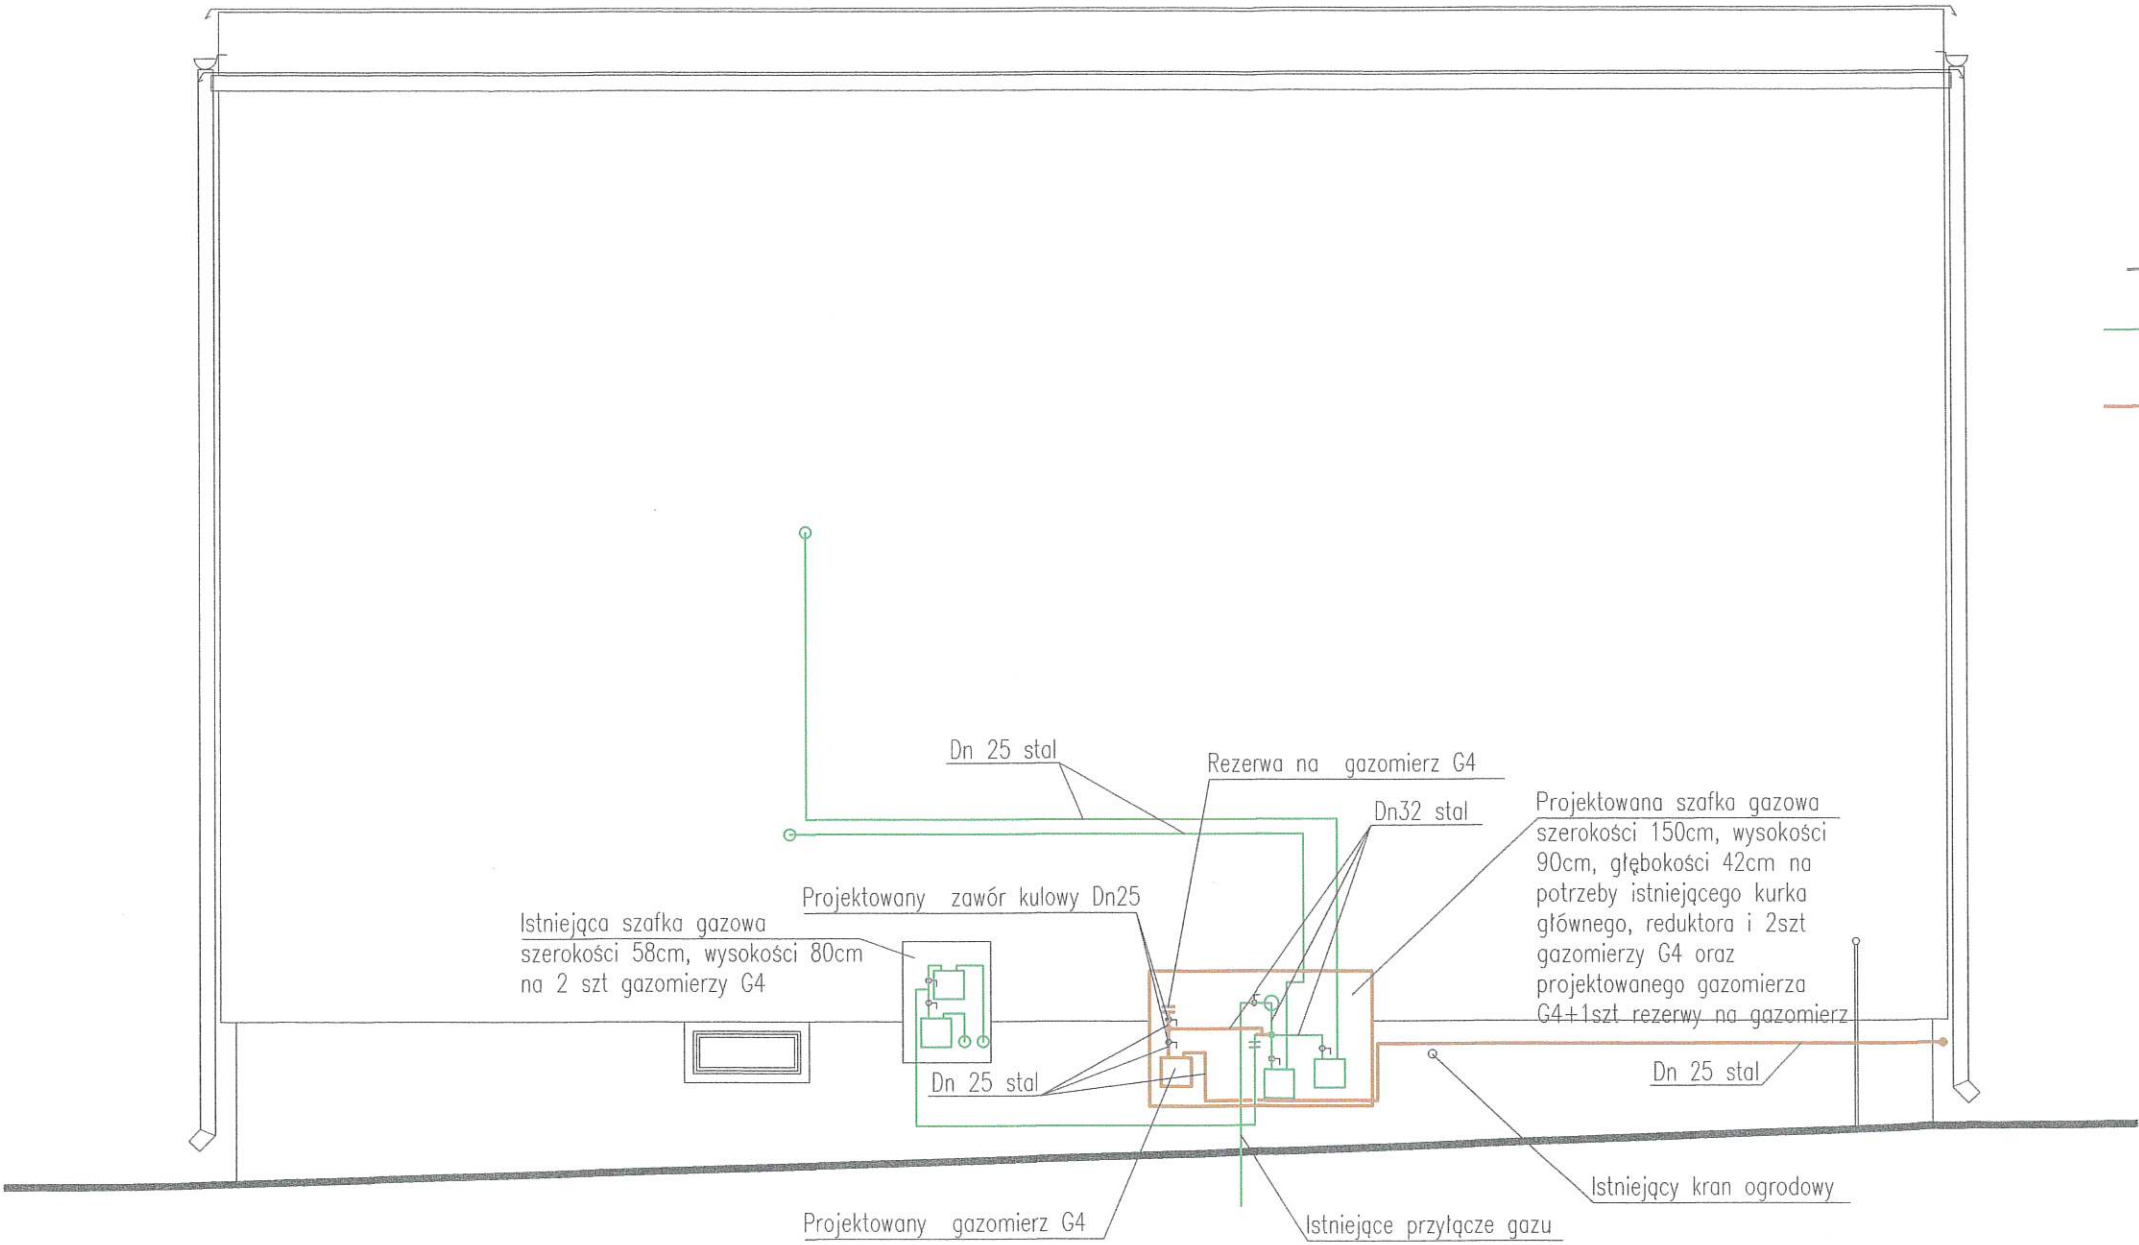 Dn 25 stal
Rezerwa na gazomierz G4
Dn32 stal
Projektowana szafka gazowa
szerokości 150cm, wysokości
90cm, głębokości 42cm na
potrzeby istniejącego kurka
głównego, reduktora i 2szt
gazomierzy G4 oraz
projektowanego gazomierza
G4+1szt rezerwy na gazomierz
Projektowany zawór kulowy Dn25
Istniejąca szafka gazowa
szerokości 58cm, wysokości 80cm
na 2 szt gazomierzy G4
Dn 25 stal
Dn 25 stal
Istniejący kran ogrodowy
Projektowany gazomierz G4
Istniejące przyłącze gazu